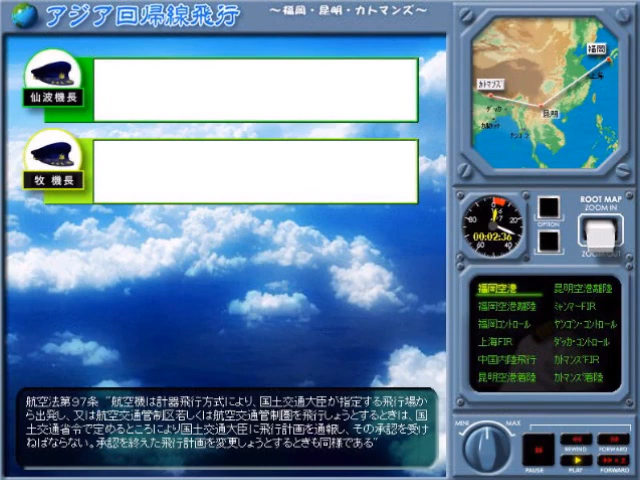 アジア回帰線飛行 ～福岡・昆明・カトマンズ～
仙波機長
牧 機長
航空法第97条 “航空機は計器飛行方式により、国土交通大臣が指定する飛行場か
ら出発し、又は航空交通管制区若しくは航空交通管制圏を飛行しょうとするときは、国
土交通省令で定めるところにより国土交通大臣に飛行計画を通報し、その承認を受け
ねばならない。承認を終えた飛行計画を変更しょうとするときも同様である”
福岡
上海
カトマンズ
昆明
ダッカ
00:02:36
OPTION
ROOT MAP
ZOOM IN
ZOOM OUT
福岡空港 昆明空港離陸
福岡空港離陸 ミャンマーFIR
福岡コントロール ヤンゴン・コントロール
上海FIR ダッカ・コントロール
中国内陸飛行 カトマンズFIR
昆明空港着陸 カトマンズ着陸
MINI MAX
PAUSE
REWIND FORWARD
PLAY FORWARD